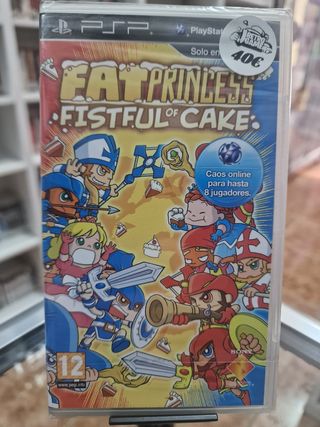 PSP
PlayStation
Solo en
40€
FAT PRINCESS
FISTFUL OF CAKE
Caos online
para hasta
8 jugadores.
12
www.pegi.info
SONY